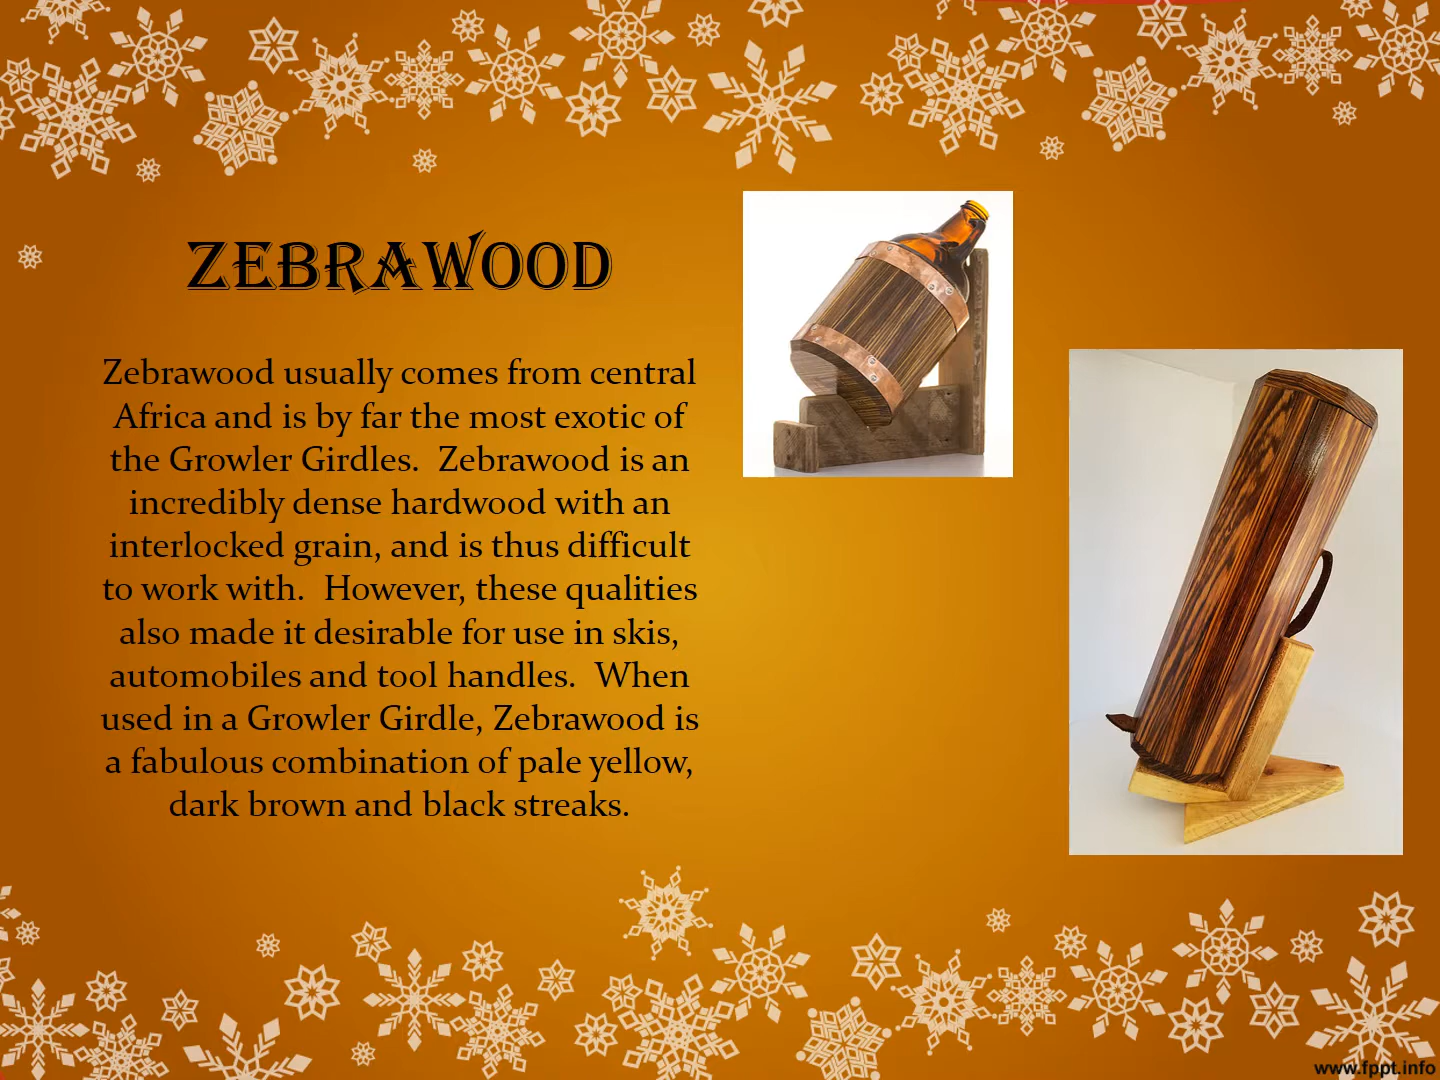 ZEBRAWOOD
Zebrawood usually comes from central
Africa and is by far the most exotic of
the Growler Girdles.  Zebrawood is an
incredibly dense hardwood with an
interlocked grain, and is thus difficult
to work with.  However, these qualities
also made it desirable for use in skis,
automobiles and tool handles.  When
used in a Growler Girdle, Zebrawood is
a fabulous combination of pale yellow,
dark brown and black streaks.
www.fppt.info